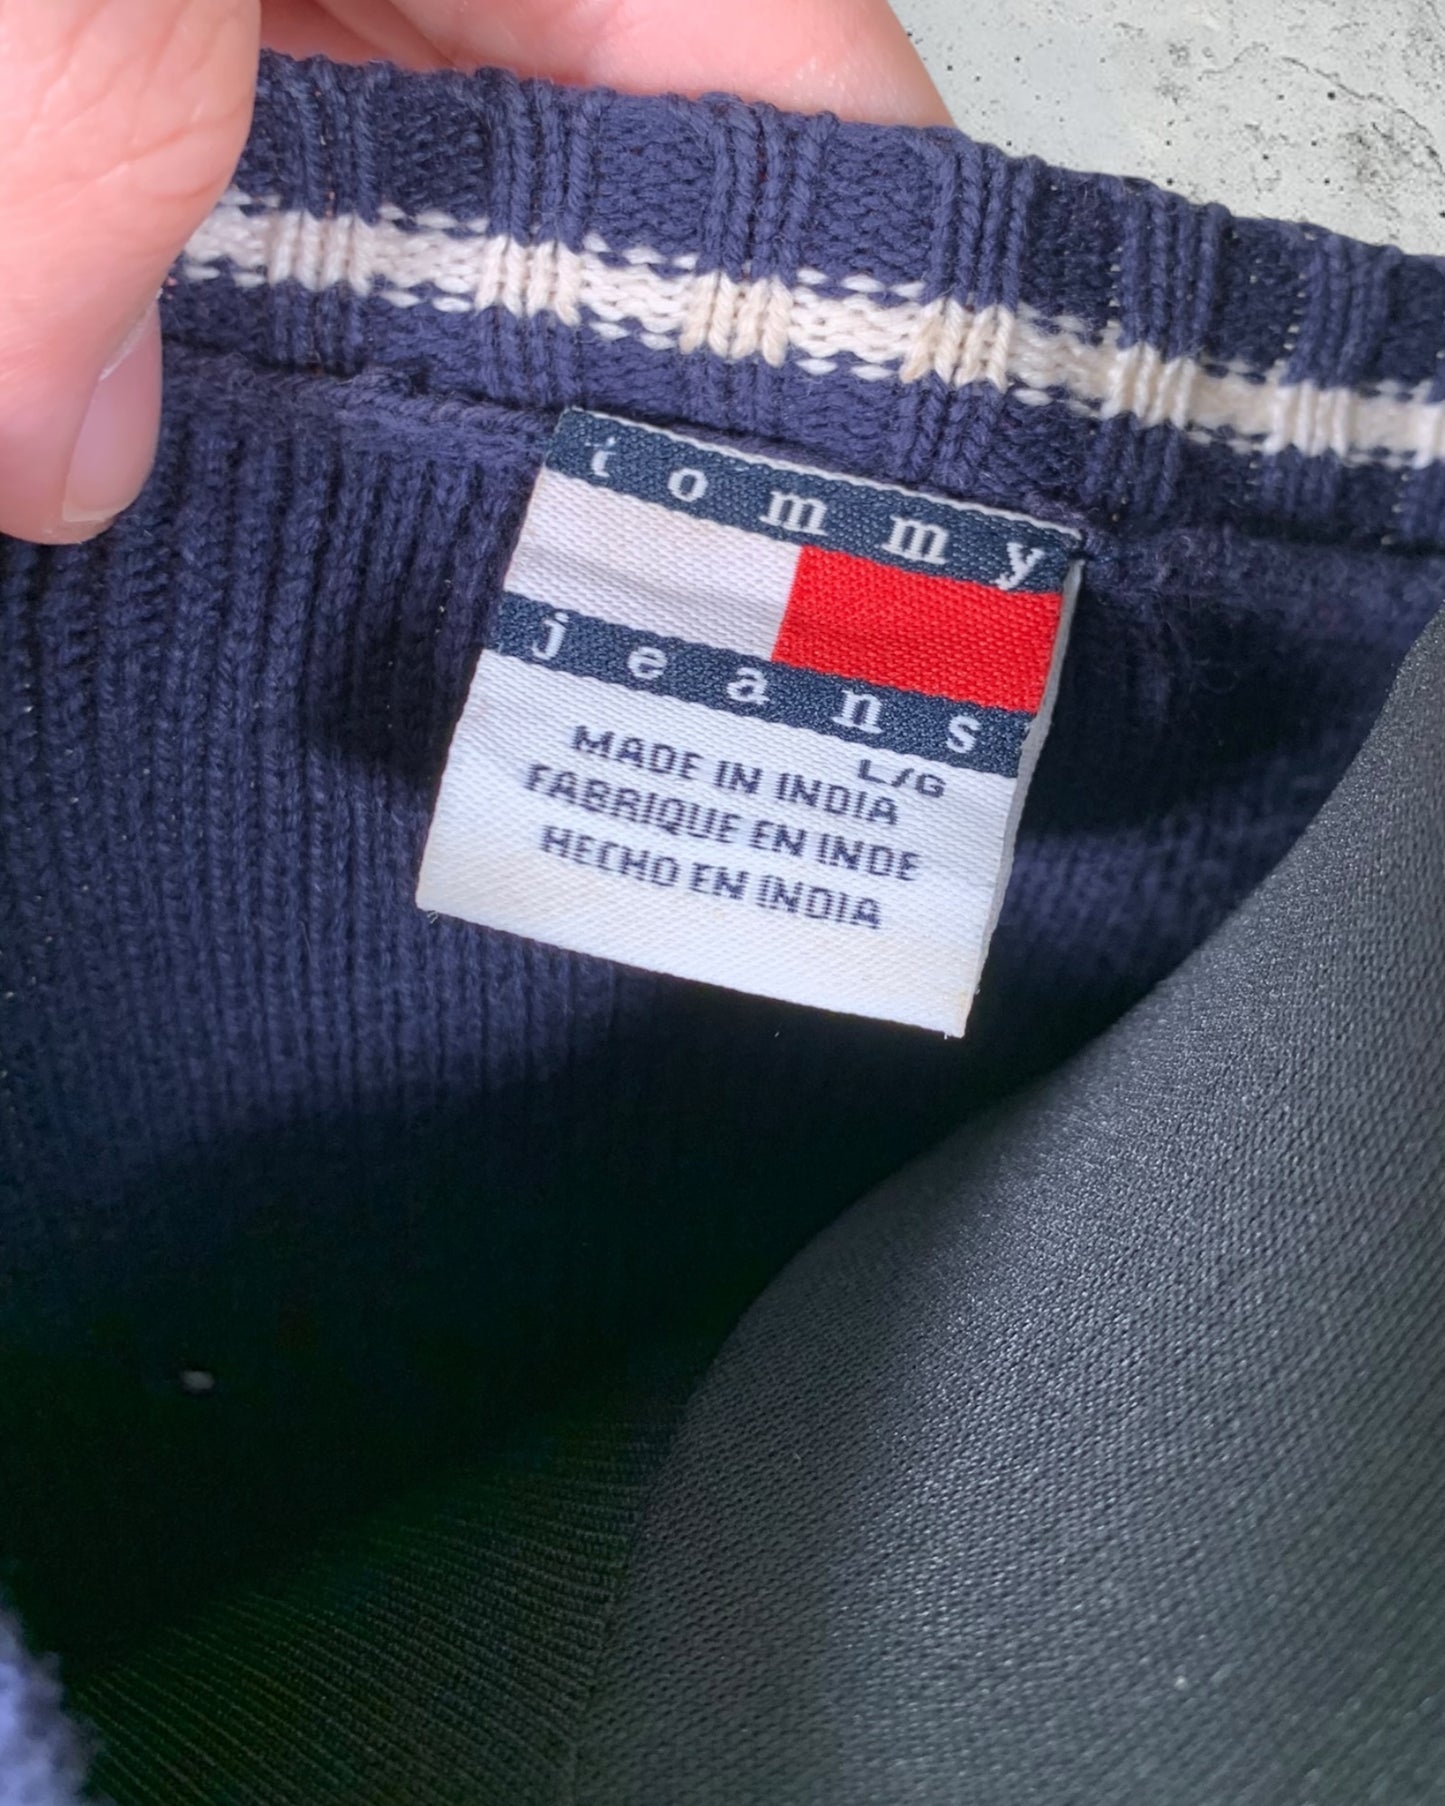 tommy
jeans
L/G
MADE IN INDIA
FABRIQUE EN INDE
HECHO EN INDIA